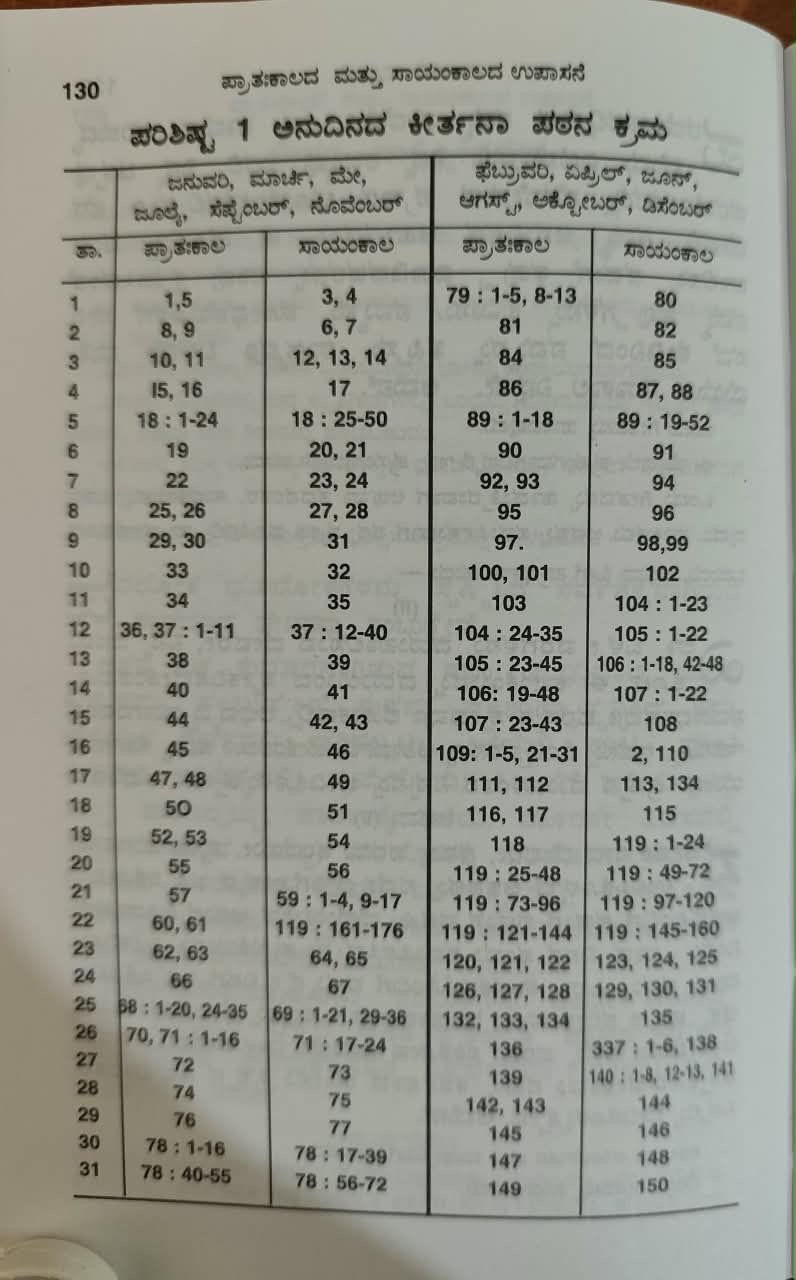 130 ಪ್ರಾತಃಕಾಲದ ಮತ್ತು ಸಾಯಂಕಾಲದ ಉಪಾಸನೆ
ಪರಿಶಿಷ್ಟ 1 ಅನುದಿನದ ಕೀರ್ತನಾ ಪಠನ ಕ್ರಮ
ಜನುವರಿ, ಮಾರ್ಚಿ, ಮೇ, ಫೆಬ್ರುವರಿ, ಏಪ್ರಿಲ್, ಜೂನ್,
ಜೂಲೈ, ಸೆಪ್ಟೆಂಬರ್, ನೊವೆಂಬರ್ ಆಗಸ್ಟ್, ಅಕ್ಟೋಬರ್, ಡಿಸೆಂಬರ್
ತಾ. ಪ್ರಾತಃಕಾಲ ಸಾಯಂಕಾಲ ಪ್ರಾತಃಕಾಲ ಸಾಯಂಕಾಲ
1 1,5 3, 4 79 : 1-5, 8-13 80
2 8, 9 6, 7 81 82
3 10, 11 12, 13, 14 84 85
4 I5, 16 17 86 87, 88
5 18 : 1-24 18 : 25-50 89 : 1-18 89 : 19-52
6 19 20, 21 90 91
7 22 23, 24 92, 93 94
8 25, 26 27, 28 95 96
9 29, 30 31 97. 98,99
10 33 32 100, 101 102
11 34 35 103 104 : 1-23
12 36, 37 : 1-11 37 : 12-40 104 : 24-35 105 : 1-22
13 38 39 105 : 23-45 106 : 1-18, 42-48
14 40 41 106: 19-48 107 : 1-22
15 44 42, 43 107 : 23-43 108
16 45 46 109: 1-5, 21-31 2, 110
17 47, 48 49 111, 112 113, 134
18 5O 51 116, 117 115
19 52, 53 54 118 119 : 1-24
20 55 56 119 : 25-48 119 : 49-72
21 57 59 : 1-4, 9-17 119 : 73-96 119 : 97-120
22 60, 61 119 : 161-176 119 : 121-144 119 : 145-160
23 62, 63 64, 65 120, 121, 122 123, 124, 125
24 66 67 126, 127, 128 129, 130, 131
25 68 : 1-20, 24-35 69 : 1-21, 29-36 132, 133, 134 135
26 70, 71 : 1-16 71 : 17-24 136 337 : 1-6, 138
27 72 73 139 140 : 1-8, 12-13, 141
28 74 75 142, 143 144
29 76 77 145 146
30 78 : 1-16 78 : 17-39 147 148
31 78 : 40-55 78 : 56-72 149 150